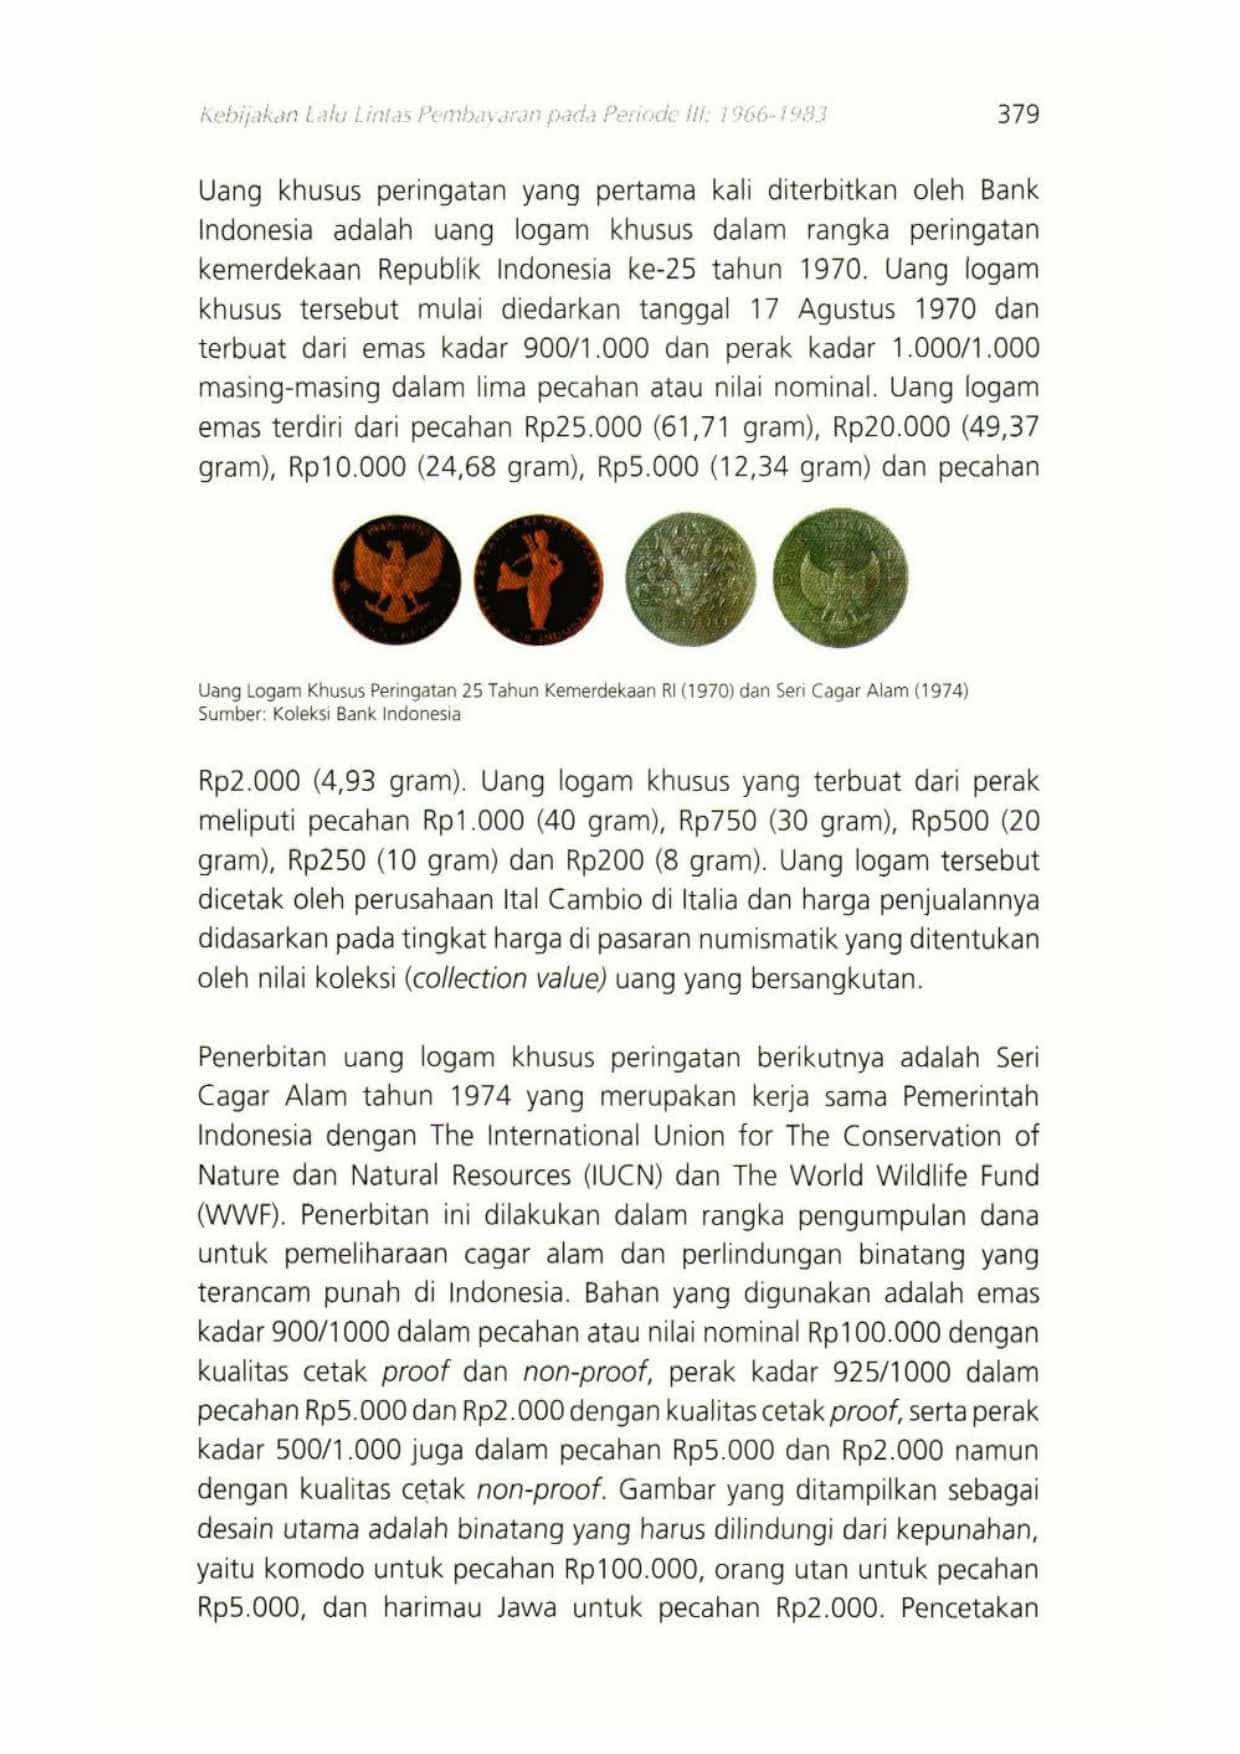 Kebijakan Lalu Lintas Pembayaran pada Periode III: 1966-1983 379
Uang khusus peringatan yang pertama kali diterbitkan oleh Bank
Indonesia adalah uang logam khusus dalam rangka peringatan
kemerdekaan Republik Indonesia ke-25 tahun 1970. Uang logam
khusus tersebut mulai diedarkan tanggal 17 Agustus 1970 dan
terbuat dari emas kadar 900/1.000 dan perak kadar 1.000/1.000
masing-masing dalam lima pecahan atau nilai nominal. Uang logam
emas terdiri dari pecahan Rp25.000 (61,71 gram), Rp20.000 (49,37
gram), Rp10.000 (24,68 gram), Rp5.000 (12,34 gram) dan pecahan
Uang Logam Khusus Peringatan 25 Tahun Kemerdekaan RI (1970) dan Seri Cagar Alam (1974)
Sumber: Koleksi Bank Indonesia
Rp2.000 (4,93 gram). Uang logam khusus yang terbuat dari perak
meliputi pecahan Rp1.000 (40 gram), Rp750 (30 gram), Rp500 (20
gram), Rp250 (10 gram) dan Rp200 (8 gram). Uang logam tersebut
dicetak oleh perusahaan Ital Cambio di Italia dan harga penjualannya
didasarkan pada tingkat harga di pasaran numismatik yang ditentukan
oleh nilai koleksi (collection value) uang yang bersangkutan.
Penerbitan uang logam khusus peringatan berikutnya adalah Seri
Cagar Alam tahun 1974 yang merupakan kerja sama Pemerintah
Indonesia dengan The International Union for The Conservation of
Nature dan Natural Resources (IUCN) dan The World Wildlife Fund
(WWF). Penerbitan ini dilakukan dalam rangka pengumpulan dana
untuk pemeliharaan cagar alam dan perlindungan binatang yang
terancam punah di Indonesia. Bahan yang digunakan adalah emas
kadar 900/1000 dalam pecahan atau nilai nominal Rp100.000 dengan
kualitas cetak proof dan non-proof, perak kadar 925/1000 dalam
pecahan Rp5.000 dan Rp2.000 dengan kualitas cetak proof, serta perak
kadar 500/1.000 juga dalam pecahan Rp5.000 dan Rp2.000 namun
dengan kualitas cetak non-proof. Gambar yang ditampilkan sebagai
desain utama adalah binatang yang harus dilindungi dari kepunahan,
yaitu komodo untuk pecahan Rp100.000, orang utan untuk pecahan
Rp5.000, dan harimau Jawa untuk pecahan Rp2.000. Pencetakan